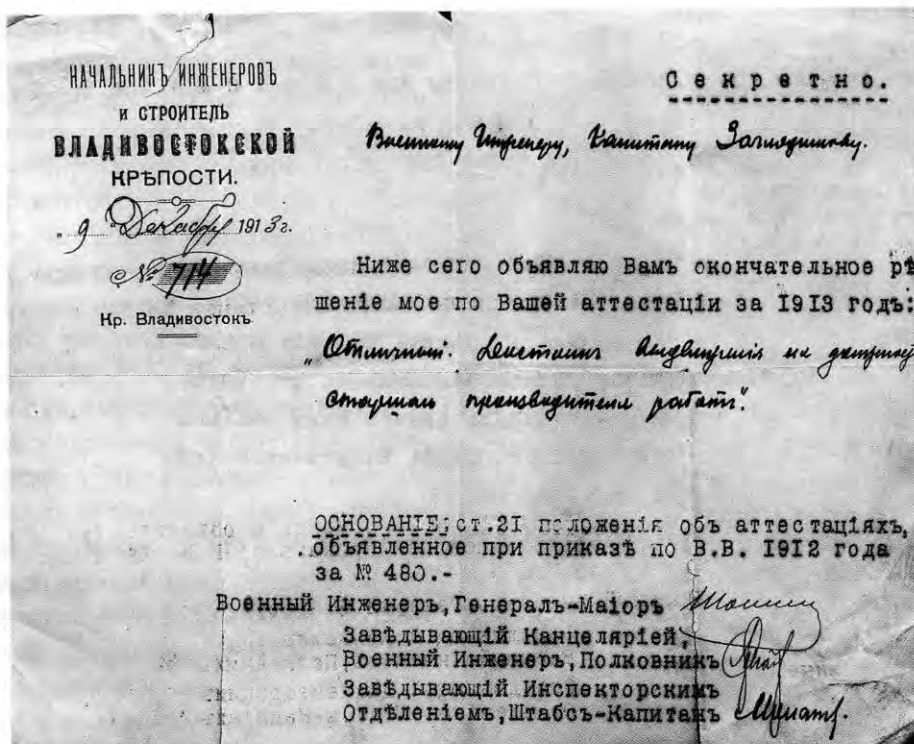 НАЧАЛЬНИКЪ ИНЖЕНЕРОВЪ
И СТРОИТЕЛЬ
ВЛАДИВОСТОКСКОЙ
КРѢПОСТИ.
„ 9 " Декабря 1913 г.
№ 714
Кр. Владивостокъ.
Секретно.
Военному Инженеру, Капитану
Ниже сего объявляю Вамъ окончательное рѣ
шеніе мое по Вашей аттестаціи за 1913 годъ:
„Отличный. Достоинъ выдвиженія на должность
старшаго производителя работъ".
ОСНОВАНІЕ: ст.21 положенія объ аттестаціяхъ,
объявленное при приказѣ по В.В. 1912 года
за № 480.-
Военный Инженеръ, Генералъ-Маіоръ
Завѣдывающій Канцеляріей,
Военный Инженеръ, Полковникъ
Завѣдывающій Инспекторскимъ
Отдѣленіемъ, Штабсъ-Капитанъ